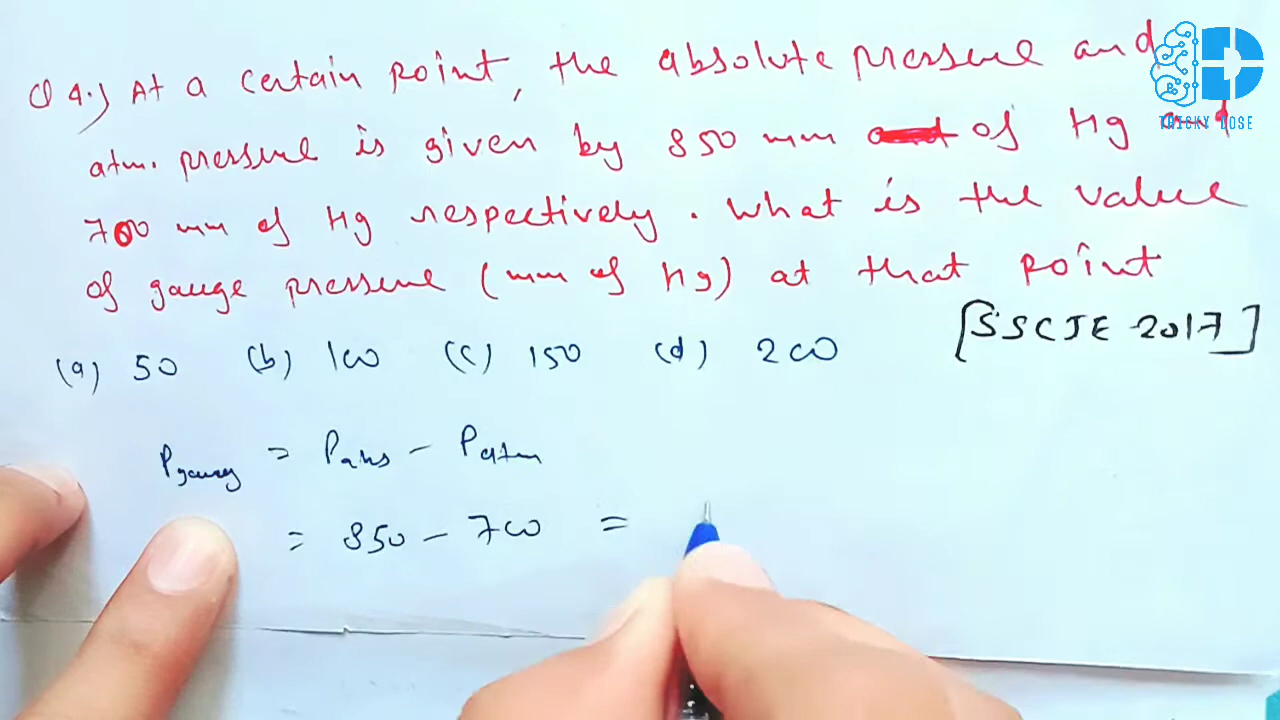 Q 4.) At a certain point, the absolute pressure and
atm. pressure is given by 850 mm of Hg and
700 mm of Hg respectively. What is the value
of gauge pressure (mm of Hg) at that point
[SSCJE 2017]
(a) 50 (b) 100 (c) 150 (d) 200
Pgauge = Pabs - Patm
= 850 - 700 =
TRICKY DOSE